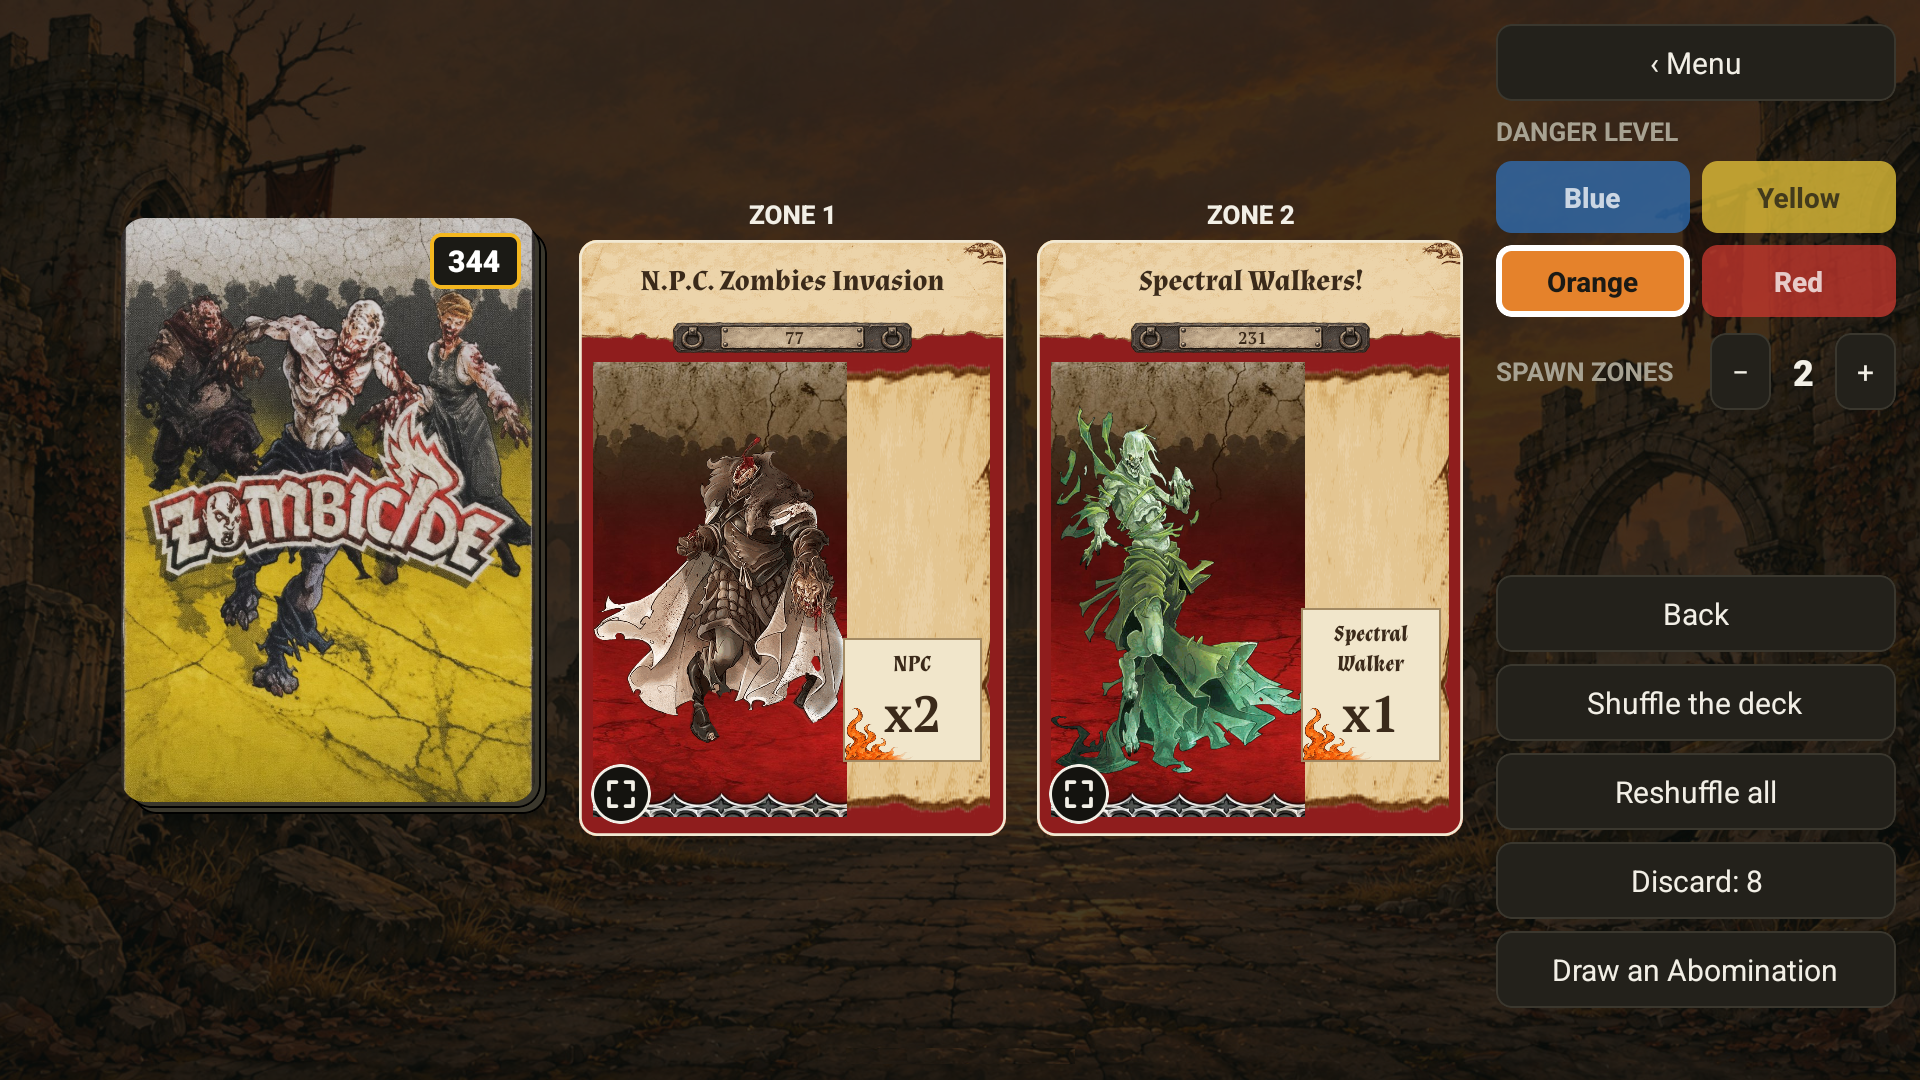 ‹ Menu
DANGER LEVEL
Blue
Yellow
Orange
Red
SPAWN ZONES
−
2
+
ZONE 1
ZONE 2
344
ZOMBICIDE
N.P.C. Zombies Invasion
77
NPC
x2
Spectral Walkers!
231
Spectral
Walker
x1
Back
Shuffle the deck
Reshuffle all
Discard: 8
Draw an Abomination